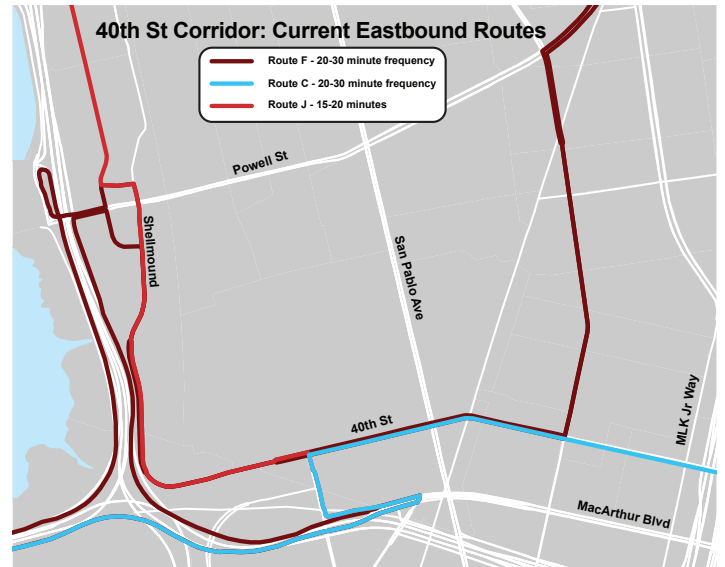 40th St Corridor: Current Eastbound Routes
Route F - 20-30 minute frequency
Route C - 20-30 minute frequency
Route J - 15-20 minutes
Powell St
Shellmound
San Pablo Ave
40th St
MLK Jr Way
MacArthur Blvd